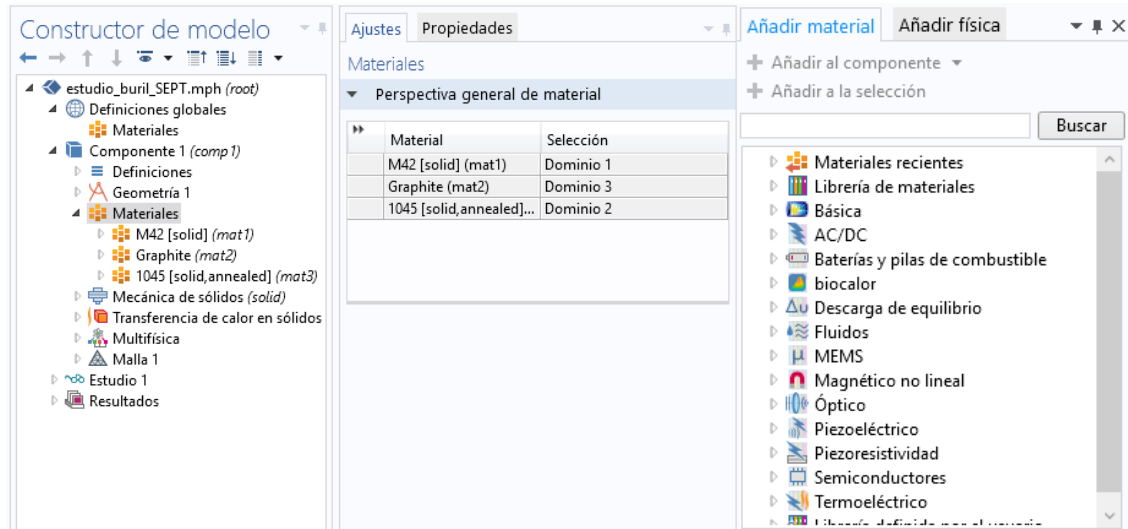 Constructor de modelo
estudio_buril_SEPT.mph (root)
Definiciones globales
Materiales
Componente 1 (comp1)
Definiciones
Geometría 1
Materiales
M42 [solid] (mat1)
Graphite (mat2)
1045 [solid,annealed] (mat3)
Mecánica de sólidos (solid)
Transferencia de calor en sólidos
Multifísica
Malla 1
Estudio 1
Resultados
Ajustes Propiedades
Materiales
Perspectiva general de material
Material Selección
M42 [solid] (mat1) Dominio 1
Graphite (mat2) Dominio 3
1045 [solid,annealed]... Dominio 2
Añadir material Añadir física
Añadir al componente
Añadir a la selección
Buscar
Materiales recientes
Librería de materiales
Básica
AC/DC
Baterías y pilas de combustible
biocalor
Descarga de equilibrio
Fluidos
MEMS
Magnético no lineal
Óptico
Piezoeléctrico
Piezoresistividad
Semiconductores
Termoeléctrico
Librería definida por el usuario